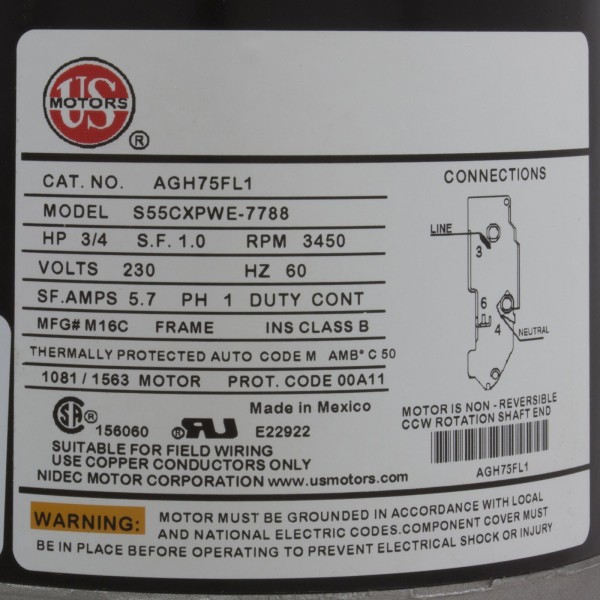 US
MOTORS
®
CAT. NO. AGH75FL1
MODEL S55CXPWE-7788
HP 3/4 S.F. 1.0 RPM 3450
VOLTS 230 HZ 60
SF.AMPS 5.7 PH 1 DUTY CONT
MFG# M16C FRAME INS CLASS B
THERMALLY PROTECTED AUTO CODE M AMB° C 50
1081 / 1563 MOTOR PROT. CODE 00A11
Made in Mexico
SA ® 156060 ® RU E22922
SUITABLE FOR FIELD WIRING
USE COPPER CONDUCTORS ONLY
NIDEC MOTOR CORPORATION www.usmotors.com
CONNECTIONS
LINE
3
6
4
NEUTRAL
MOTOR IS NON - REVERSIBLE
CCW ROTATION SHAFT END
AGH75FL1
WARNING: MOTOR MUST BE GROUNDED IN ACCORDANCE WITH LOCAL
AND NATIONAL ELECTRIC CODES.COMPONENT COVER MUST
BE IN PLACE BEFORE OPERATING TO PREVENT ELECTRICAL SHOCK OR INJURY